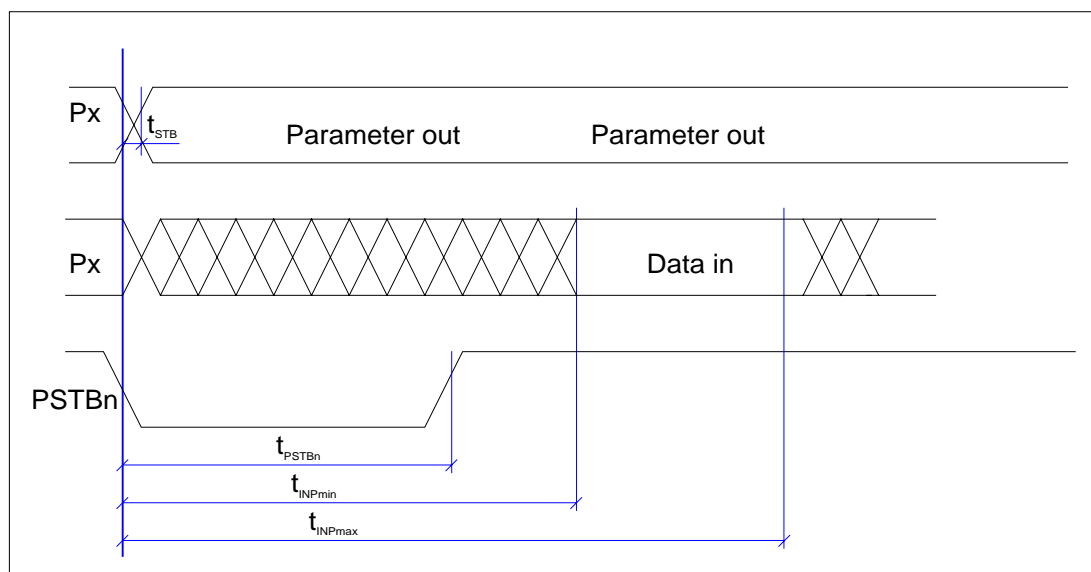 Px
tSTB
Parameter out Parameter out
Px
Data in
PSTBn
tPSTBn
tINPmin
tINPmax